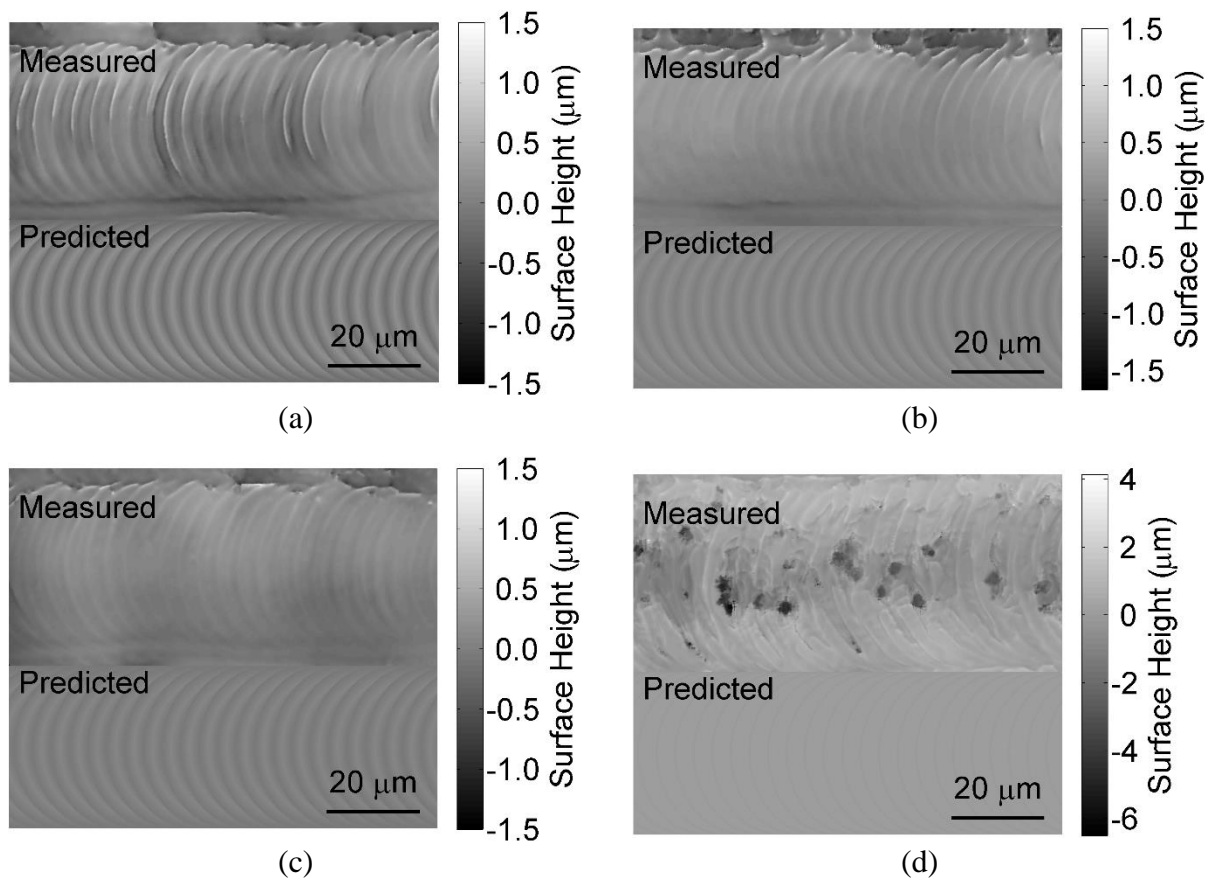 Measured
Predicted
20 μm
1.5
1.0
0.5
0.0
-0.5
-1.0
-1.5
Surface Height (μm)
(a)
Measured
Predicted
20 μm
1.5
1.0
0.5
0.0
0.5
-1.0
1.5
Surface Height (μm)
(b)
Measured
Predicted
20 μm
1.5
1.0
0.5
0.0
-0.5
-1.0
-1.5
Surface Height (μm)
(c)
Measured
Predicted
20 μm
4
2
0
-2
-4
-6
Surface Height (μm)
(d)